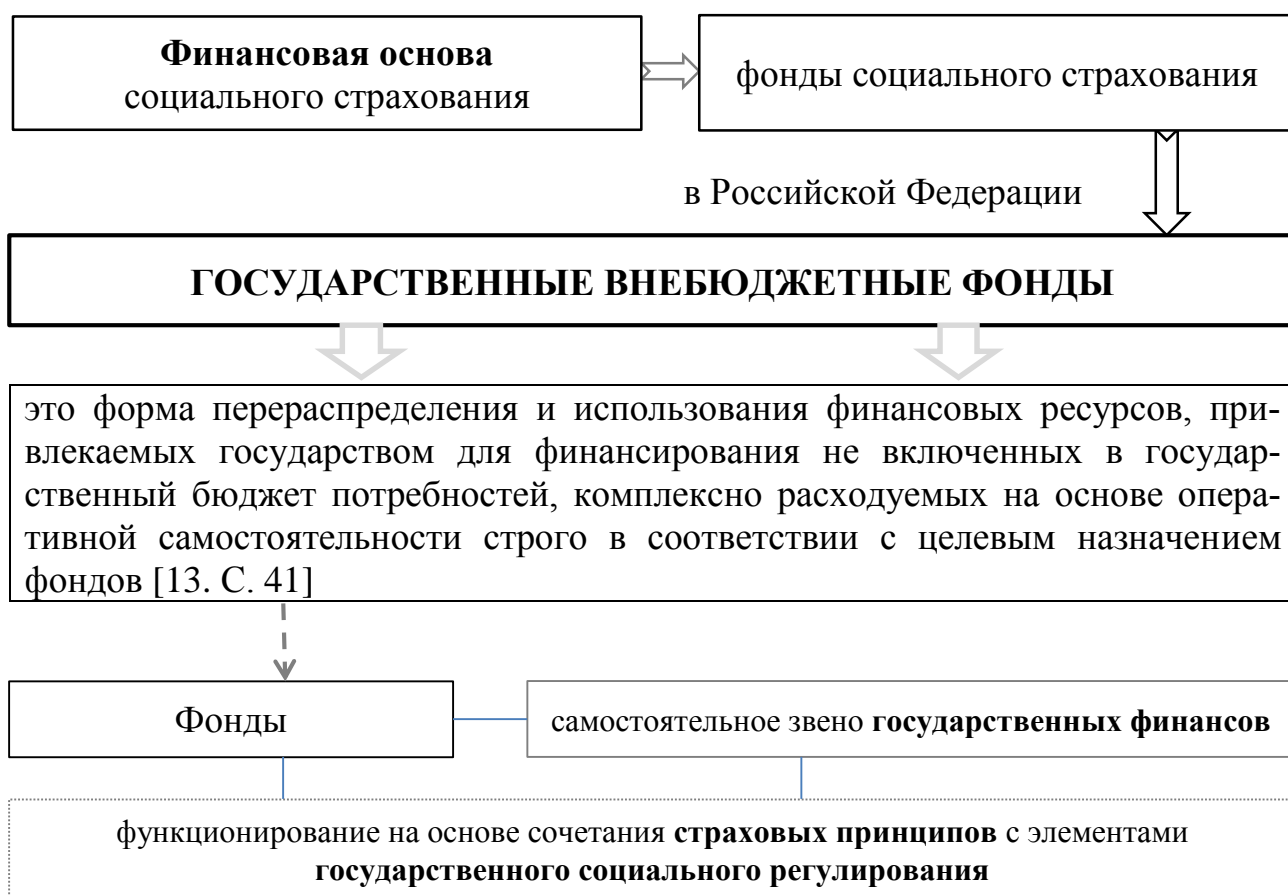 Финансовая основа
социального страхования
фонды социального страхования
в Российской Федерации
ГОСУДАРСТВЕННЫЕ ВНЕБЮДЖЕТНЫЕ ФОНДЫ
это форма перераспределения и использования финансовых ресурсов, при-
влекаемых государством для финансирования не включенных в государ-
ственный бюджет потребностей, комплексно расходуемых на основе опера-
тивной самостоятельности строго в соответствии с целевым назначением
фондов [13. С. 41]
Фонды
самостоятельное звено государственных финансов
функционирование на основе сочетания страховых принципов с элементами
государственного социального регулирования